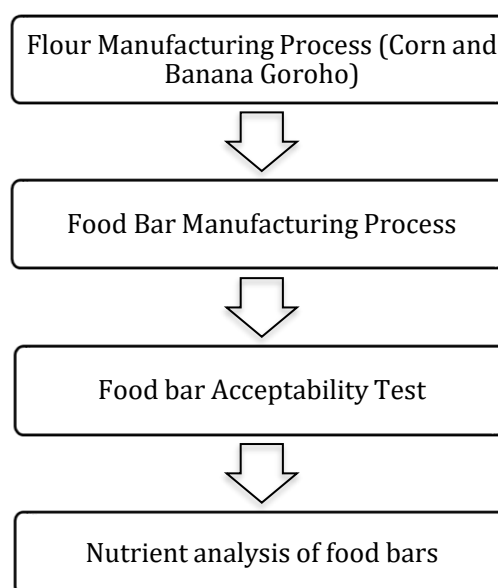 Flour Manufacturing Process (Corn and
Banana Goroho)
Food Bar Manufacturing Process
Food bar Acceptability Test
Nutrient analysis of food bars